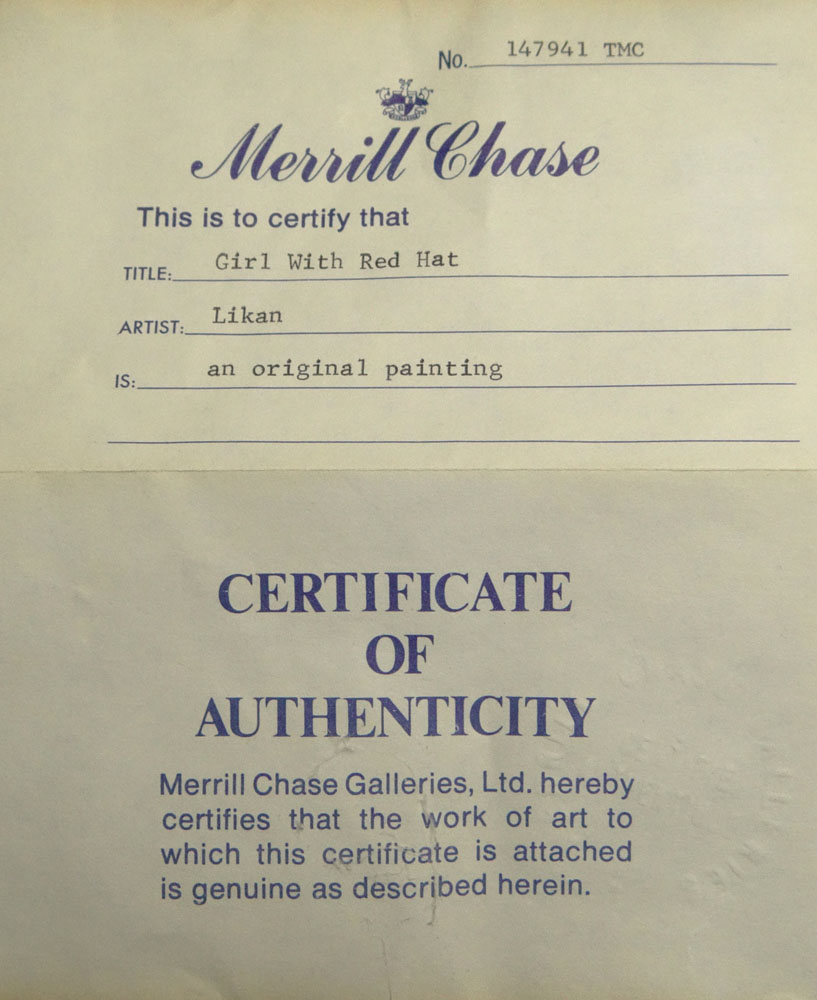 No. 147941 TMC
Merrill Chase
This is to certify that
TITLE: Girl With Red Hat
ARTIST: Likan
IS: an original painting
CERTIFICATE
OF
AUTHENTICITY
Merrill Chase Galleries, Ltd. hereby
certifies that the work of art to
which this certificate is attached
is genuine as described herein.